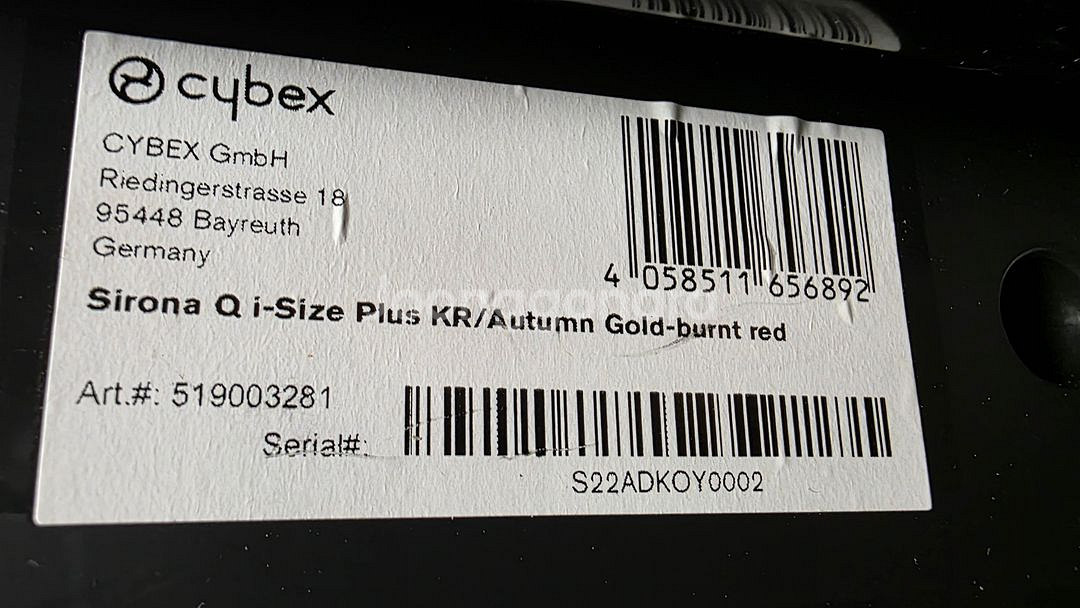 cybex
CYBEX GmbH
Riedingerstrasse 18
95448 Bayreuth
Germany
4 058511 656892
Sirona Q i-Size Plus KR/Autumn Gold-burnt red
Art.#: 519003281
Serial#:
S22ADKOY0002